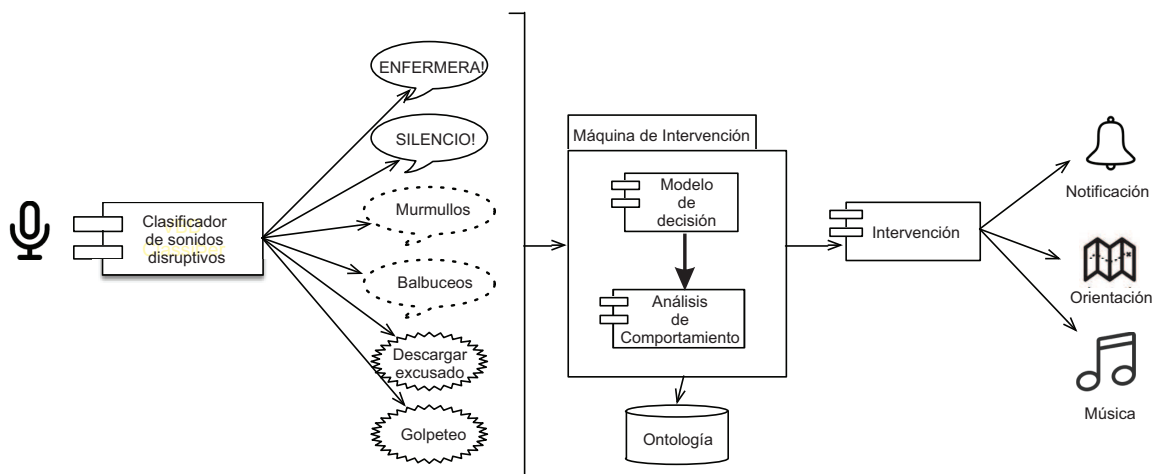 Clasificador
de sonidos
disruptivos
ENFERMERA!
SILENCIO!
Murmullos
Balbuceos
Descargar
excusado
Golpeteo
Máquina de Intervención
Modelo
de
decisión
Análisis
de
Comportamiento
Ontología
Intervención
Notificación
Orientación
Música